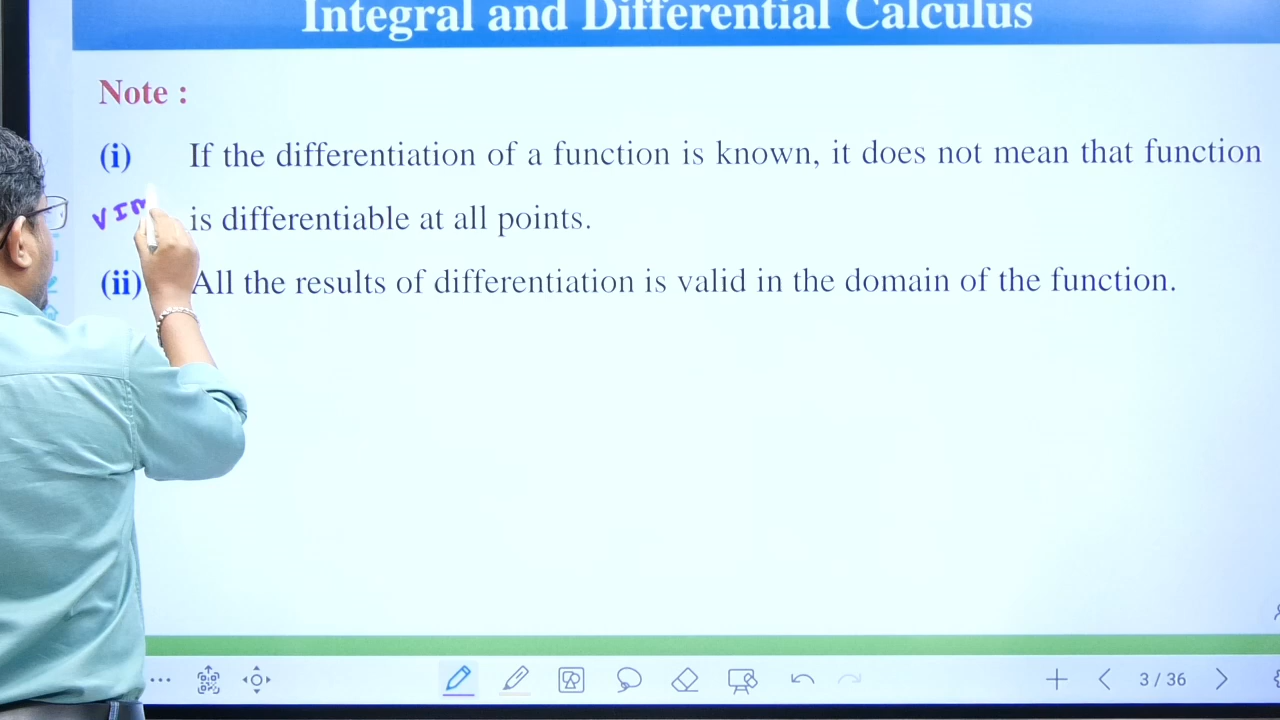 Integral and Differential Calculus
Note :
(i) If the differentiation of a function is known, it does not mean that function
is differentiable at all points.
(ii) All the results of differentiation is valid in the domain of the function.
3 / 36